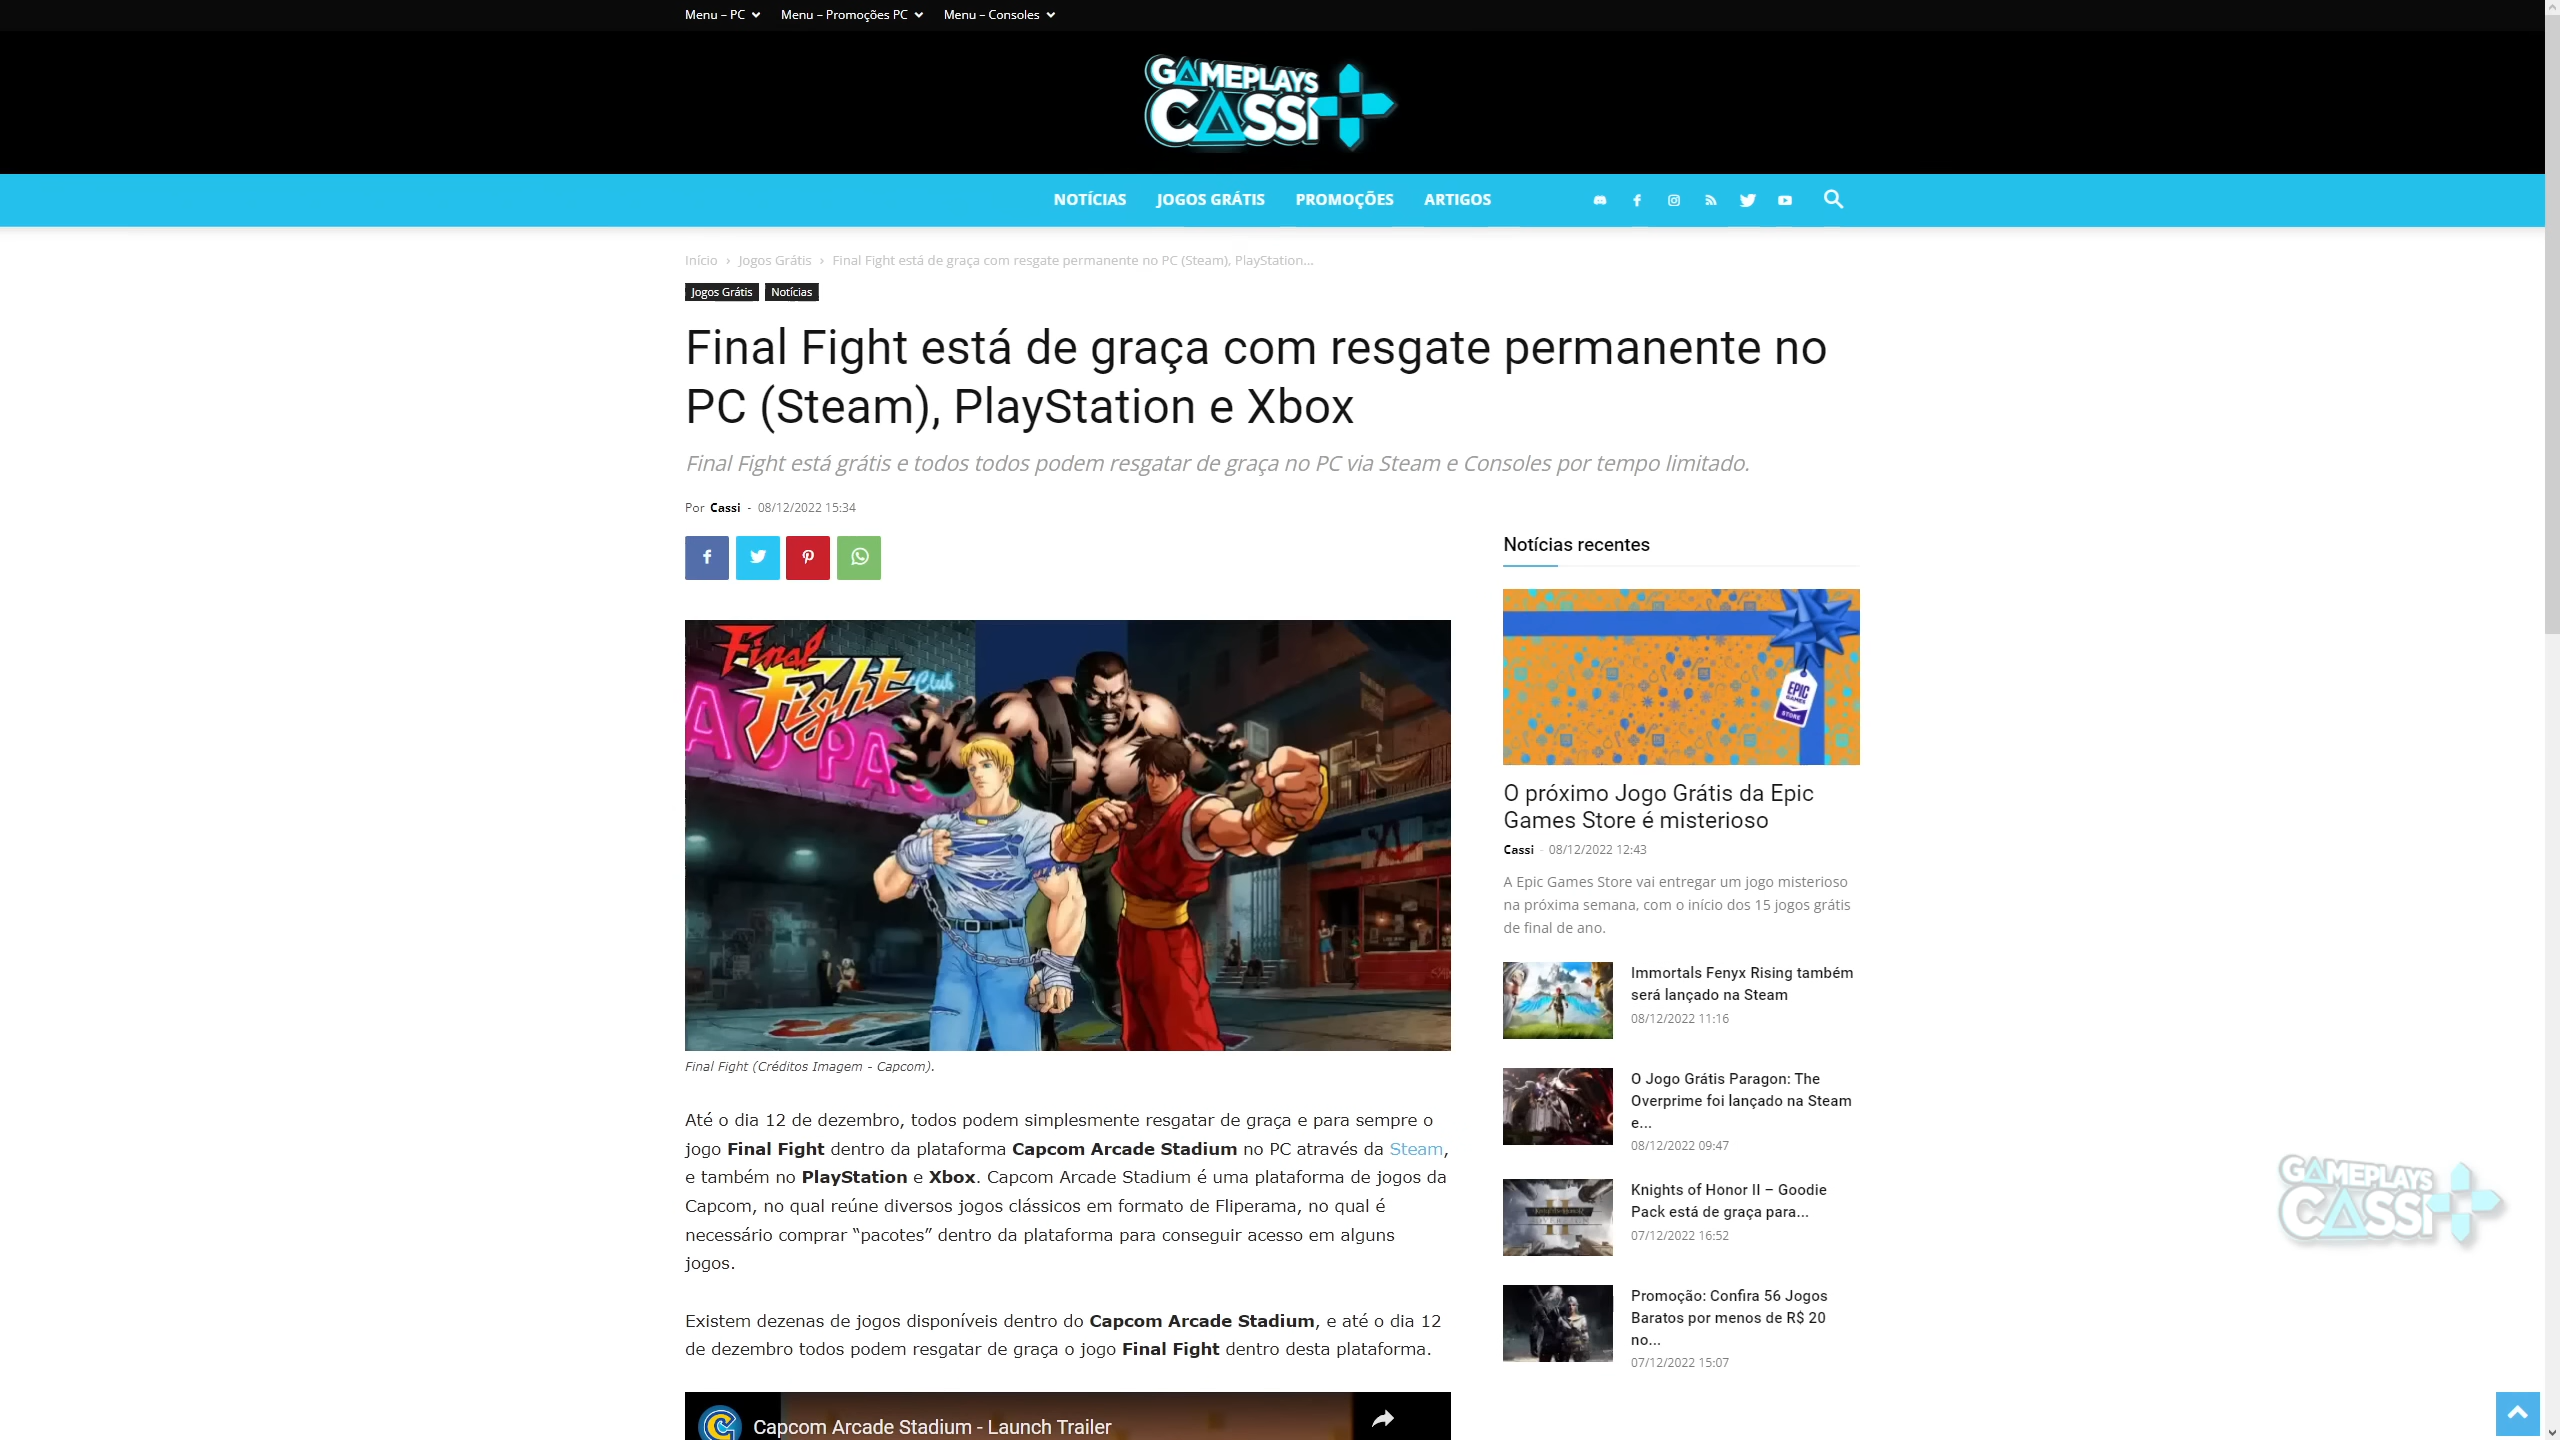 Menu – PC
Menu – Promoções PC
Menu – Consoles
GAMEPLAYS
CASSI
NOTÍCIAS
JOGOS GRÁTIS
PROMOÇÕES
ARTIGOS
Início › Jogos Grátis › Final Fight está de graça com resgate permanente no PC (Steam), PlayStation...
Jogos Grátis
Notícias
Final Fight está de graça com resgate permanente no
PC (Steam), PlayStation e Xbox
Final Fight está grátis e todos todos podem resgatar de graça no PC via Steam e Consoles por tempo limitado.
Por Cassi - 08/12/2022 15:34
Final
Fight
Club
Final Fight (Créditos Imagem - Capcom).
Até o dia 12 de dezembro, todos podem simplesmente resgatar de graça e para sempre o
jogo Final Fight dentro da plataforma Capcom Arcade Stadium no PC através da Steam,
e também no PlayStation e Xbox. Capcom Arcade Stadium é uma plataforma de jogos da
Capcom, no qual reúne diversos jogos clássicos em formato de Fliperama, no qual é
necessário comprar “pacotes” dentro da plataforma para conseguir acesso em alguns
jogos.
Existem dezenas de jogos disponíveis dentro do Capcom Arcade Stadium, e até o dia 12
de dezembro todos podem resgatar de graça o jogo Final Fight dentro desta plataforma.
Capcom Arcade Stadium - Launch Trailer
Notícias recentes
EPIC
GAMES
STORE
O próximo Jogo Grátis da Epic
Games Store é misterioso
Cassi - 08/12/2022 12:43
A Epic Games Store vai entregar um jogo misterioso
na próxima semana, com o início dos 15 jogos grátis
de final de ano.
Immortals Fenyx Rising também
será lançado na Steam
08/12/2022 11:16
O Jogo Grátis Paragon: The
Overprime foi lançado na Steam
e...
08/12/2022 09:47
Knights of Honor II – Goodie
Pack está de graça para...
07/12/2022 16:52
Promoção: Confira 56 Jogos
Baratos por menos de R$ 20
no...
07/12/2022 15:07
GAMEPLAYS
CASSI